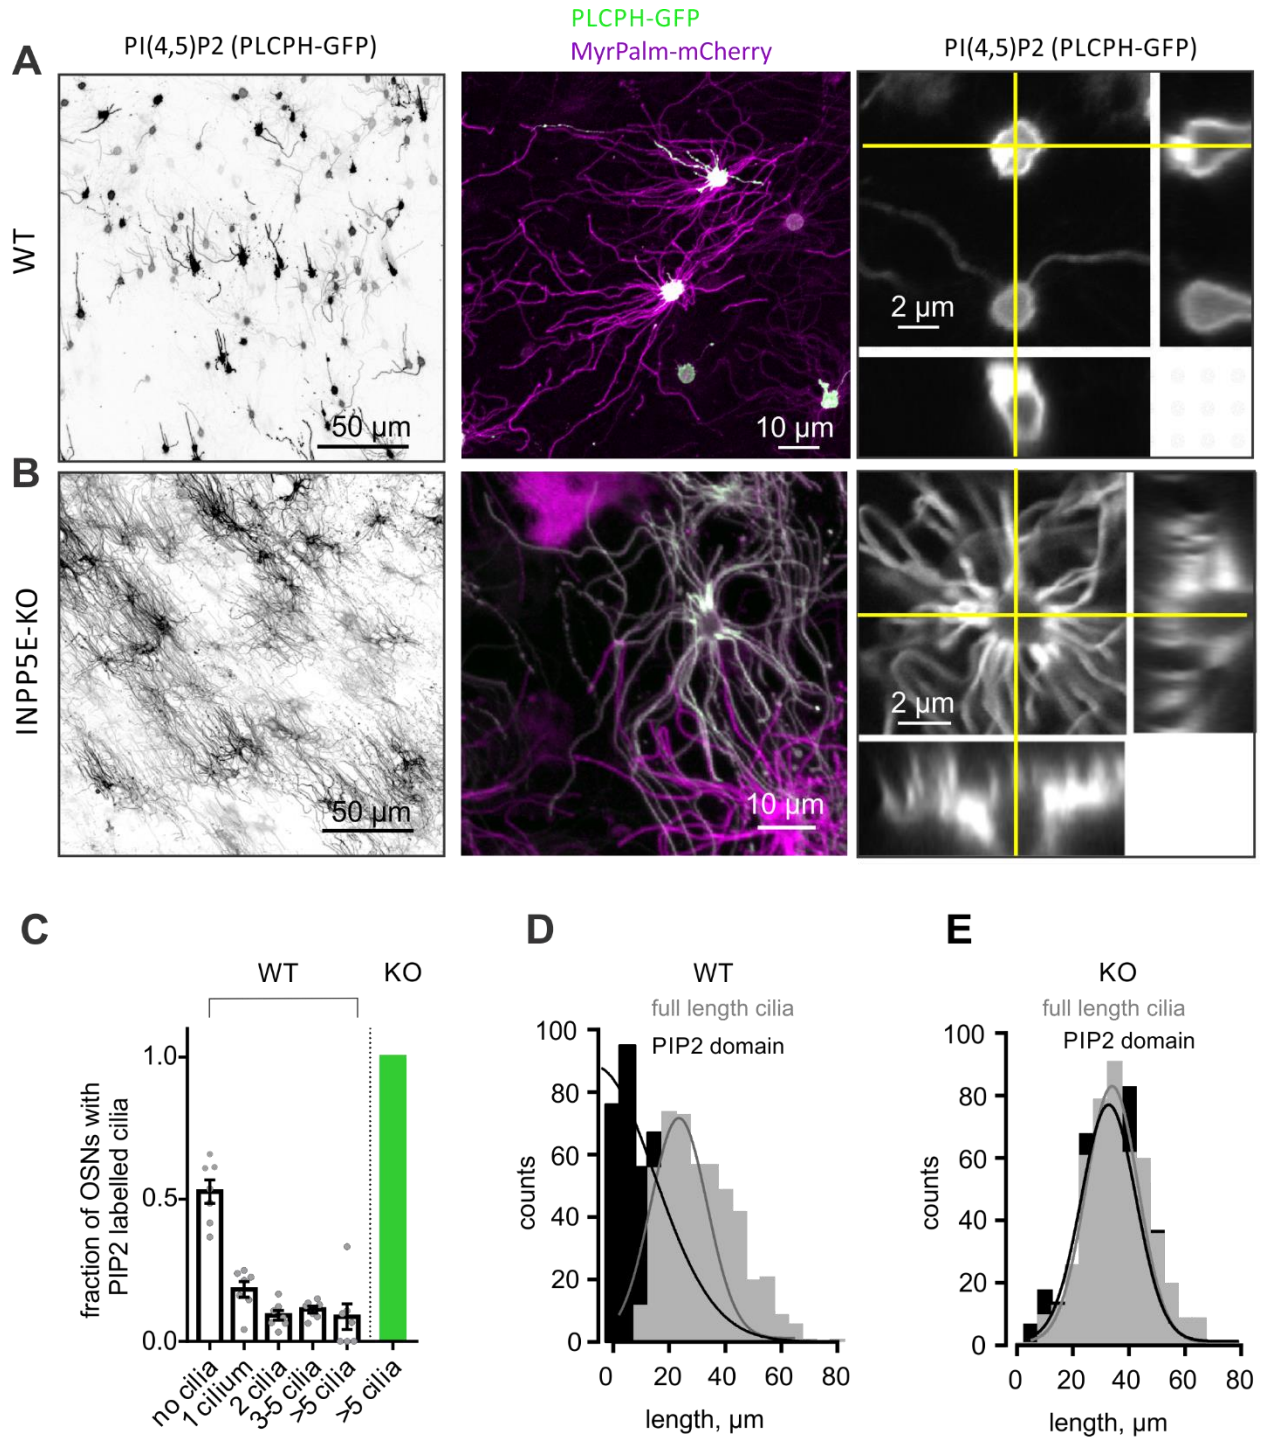 PLCPH-GFP
MyrPalm-mCherry
A
PI(4,5)P2 (PLCPH-GFP)
PI(4,5)P2 (PLCPH-GFP)
WT
50 µm
10 µm
2 µm
B
INPP5E-KO
50 µm
10 µm
2 µm
C
WT
KO
fraction of OSNs with
PIP2 labelled cilia
1.0
0.5
0.0
no cilia
1 cilium
2 cilia
3-5 cilia
>5 cilia
>5 cilia
D
WT
full length cilia
PIP2 domain
counts
100
80
60
40
20
0
0 20 40 60 80
length, µm
E
KO
full length cilia
PIP2 domain
counts
100
80
60
40
20
0
0 20 40 60 80
length, µm